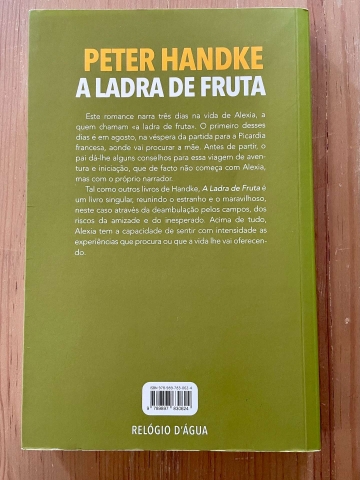 PETER HANDKE
A LADRA DE FRUTA
Este romance narra três dias na vida de Alexia, a
quem chamam «a ladra de fruta». O primeiro desses
dias é em agosto, na véspera da partida para a Picardia
francesa, aonde vai procurar a mãe. Antes de partir, o
pai dá-lhe alguns conselhos para essa viagem de aven-
tura e iniciação, que de facto não começa com Alexia,
mas com o próprio narrador.
Tal como outros livros de Handke, A Ladra de Fruta é
um livro singular, reunindo o estranho e o maravilhoso,
neste caso através da deambulação pelos campos, dos
riscos da amizade e do inesperado. Acima de tudo,
Alexia tem a capacidade de sentir com intensidade as
experiências que procura ou que a vida lhe vai oferecen-
do.
RELÓGIO D'ÁGUA